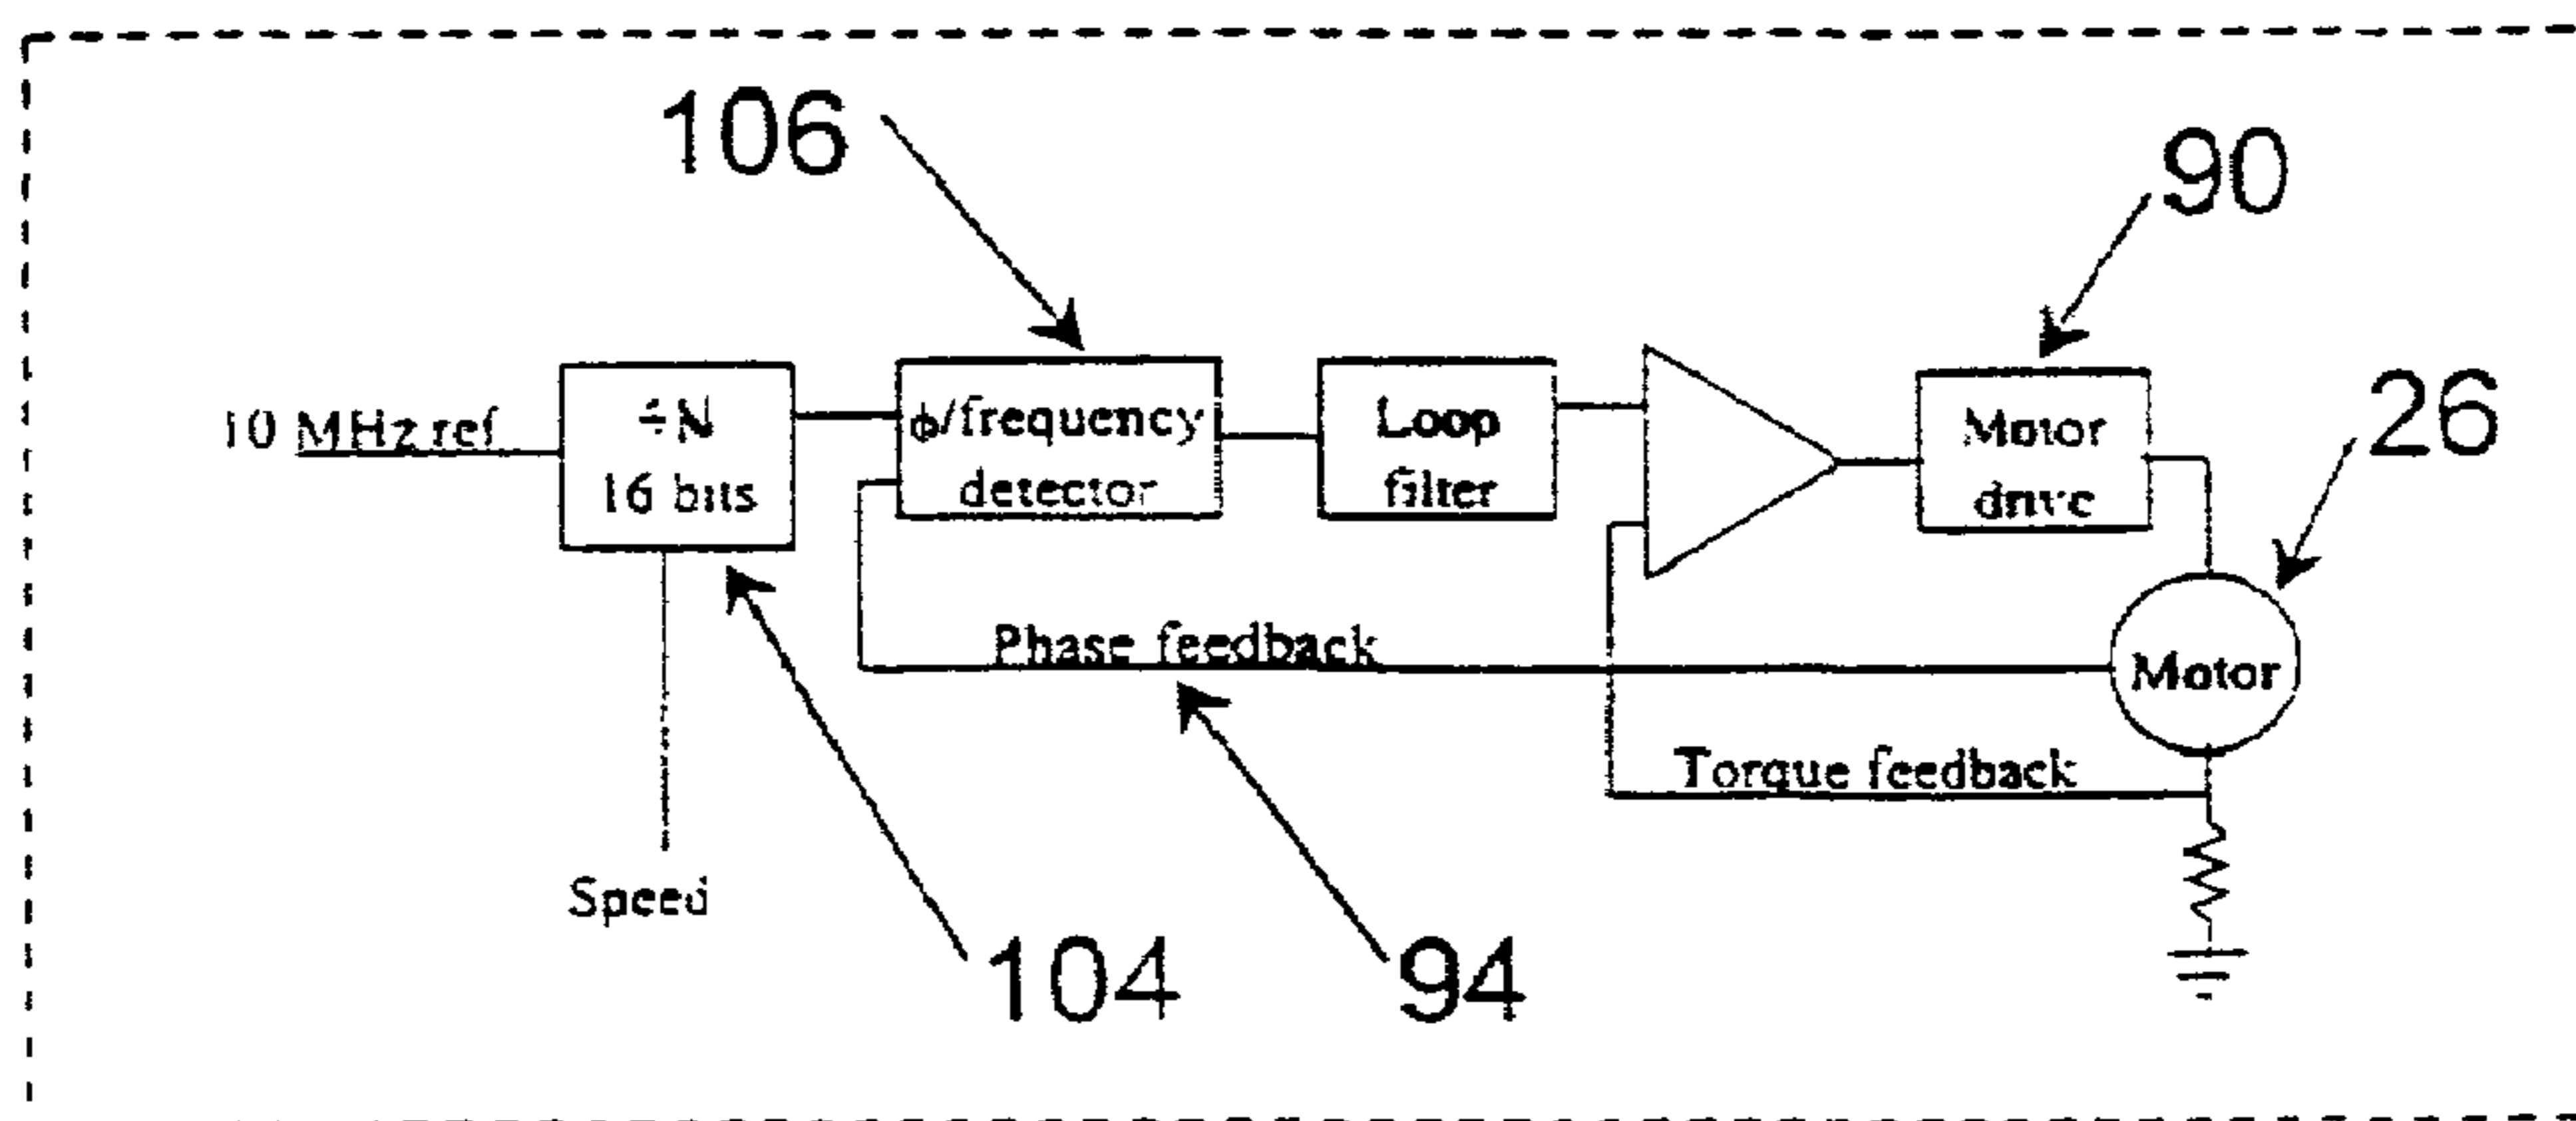 106
90
26
10 MHz ref
÷N
16 bits
ϕ/frequency
detector
Loop
filter
Motor
drive
Phase feedback
Motor
Torque feedback
Speed
104
94